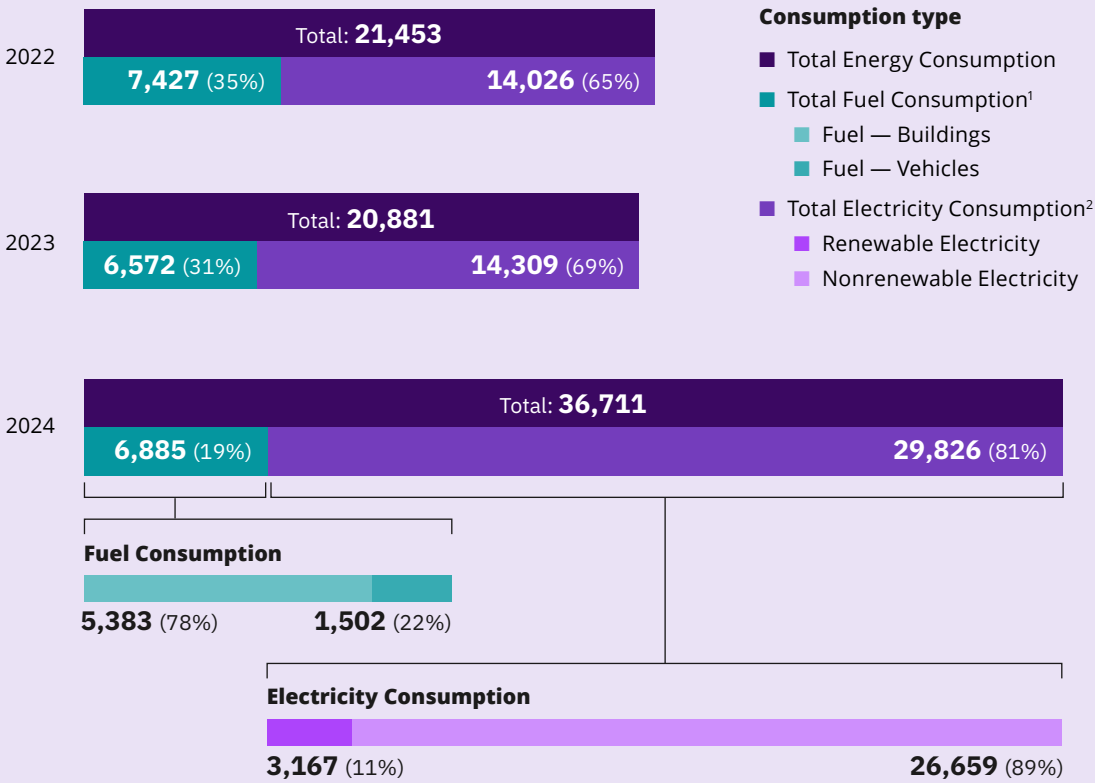 2022
Total: 21,453
7,427 (35%) 14,026 (65%)
Consumption type
Total Energy Consumption
Total Fuel Consumption¹
Fuel — Buildings
Fuel — Vehicles
Total Electricity Consumption²
Renewable Electricity
Nonrenewable Electricity
2023
Total: 20,881
6,572 (31%) 14,309 (69%)
2024
Total: 36,711
6,885 (19%) 29,826 (81%)
Fuel Consumption
5,383 (78%) 1,502 (22%)
Electricity Consumption
3,167 (11%) 26,659 (89%)